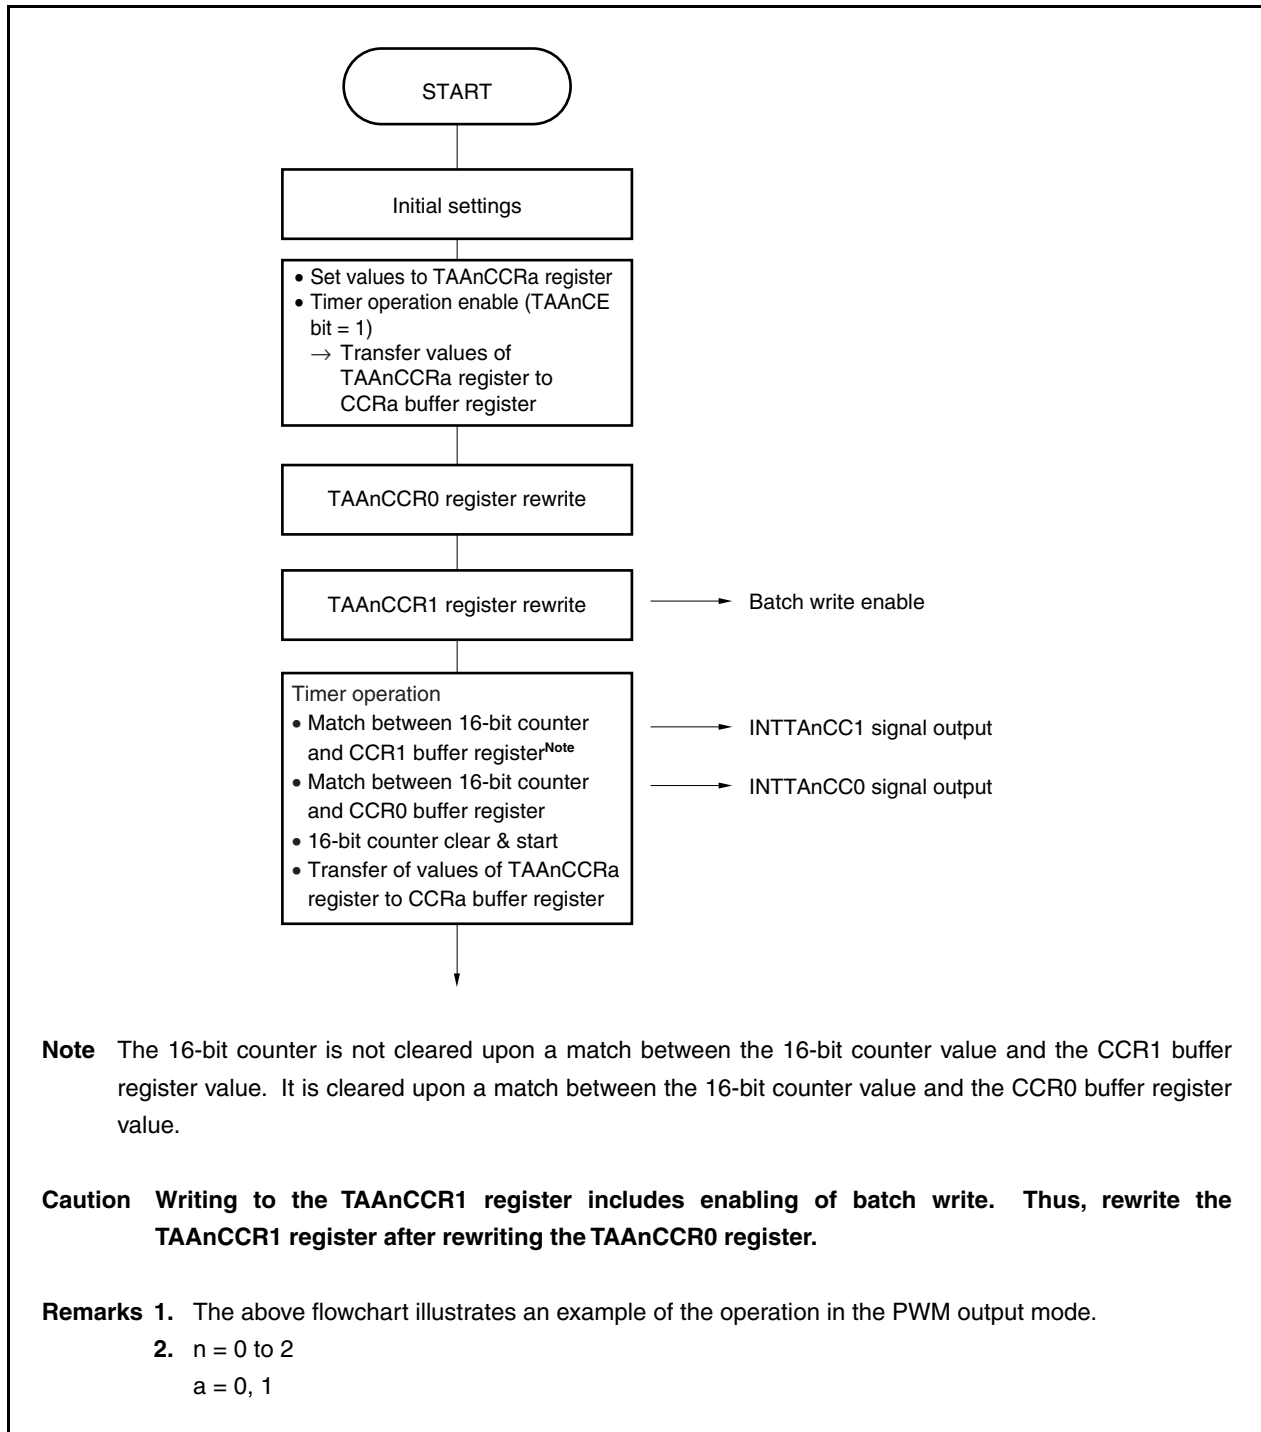 START
Initial settings
• Set values to TAAnCCRa register
• Timer operation enable (TAAnCE
bit = 1)
→ Transfer values of
TAAnCCRa register to
CCRa buffer register
TAAnCCR0 register rewrite
TAAnCCR1 register rewrite
Batch write enable
Timer operation
• Match between 16-bit counter
and CCR1 buffer registerNote
INTTAnCC1 signal output
• Match between 16-bit counter
and CCR0 buffer register
INTTAnCC0 signal output
• 16-bit counter clear & start
• Transfer of values of TAAnCCRa
register to CCRa buffer register
Note The 16-bit counter is not cleared upon a match between the 16-bit counter value and the CCR1 buffer
register value. It is cleared upon a match between the 16-bit counter value and the CCR0 buffer register
value.
Caution Writing to the TAAnCCR1 register includes enabling of batch write. Thus, rewrite the
TAAnCCR1 register after rewriting the TAAnCCR0 register.
Remarks 1. The above flowchart illustrates an example of the operation in the PWM output mode.
2. n = 0 to 2
a = 0, 1